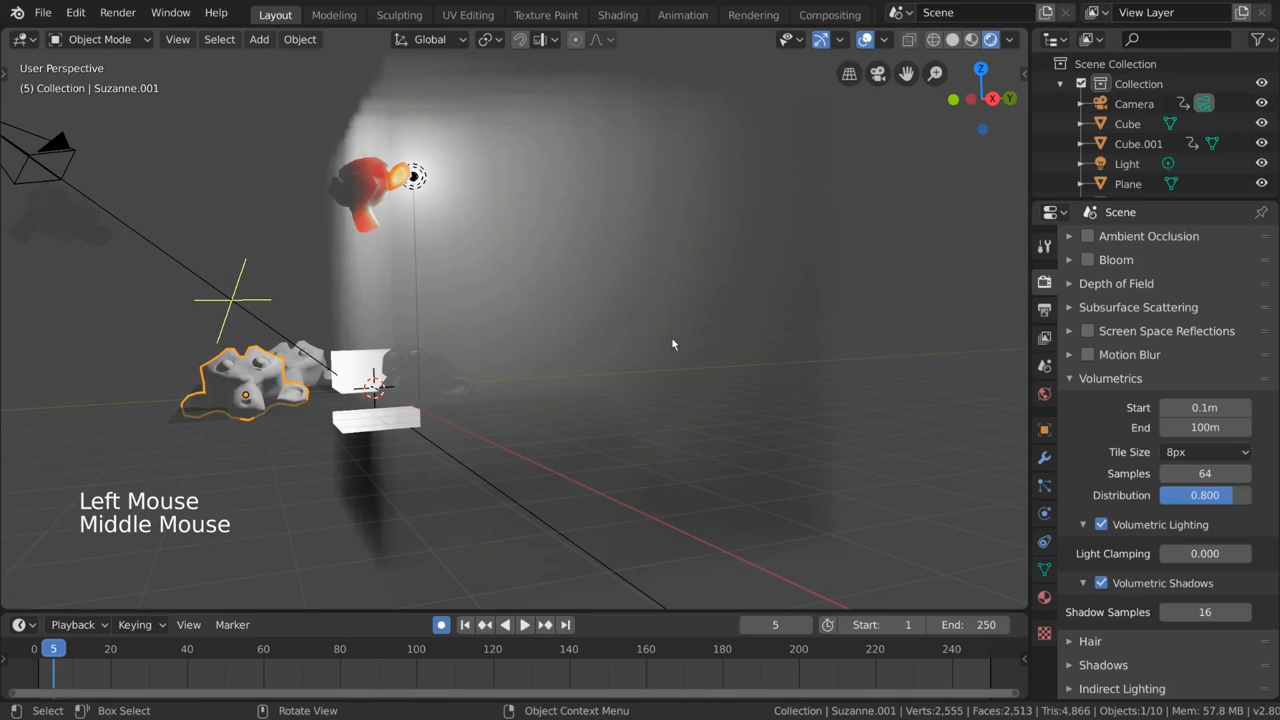 File Edit Render Window Help Layout Modeling Sculpting UV Editing Texture Paint Shading Animation Rendering Compositing Scene View Layer
Object Mode View Select Add Object Global
User Perspective
(5) Collection | Suzanne.001
Z
X
Y
Left Mouse
Middle Mouse
Scene Collection
Collection
Camera
Cube
Cube.001
Light
Plane
Scene
Ambient Occlusion
Bloom
Depth of Field
Subsurface Scattering
Screen Space Reflections
Motion Blur
Volumetrics
Start 0.1m
End 100m
Tile Size 8px
Samples 64
Distribution 0.800
Volumetric Lighting
Light Clamping 0.000
Volumetric Shadows
Shadow Samples 16
Hair
Shadows
Indirect Lighting
Playback Keying View Marker 5 Start: 1 End: 250
0 5 20 40 60 80 100 120 140 160 180 200 220 240
Select Box Select Rotate View Object Context Menu Collection | Suzanne.001 | Verts:2,555 | Faces:2,513 | Tris:4,866 | Objects:1/10 | Mem: 57.8 MB | v2.80